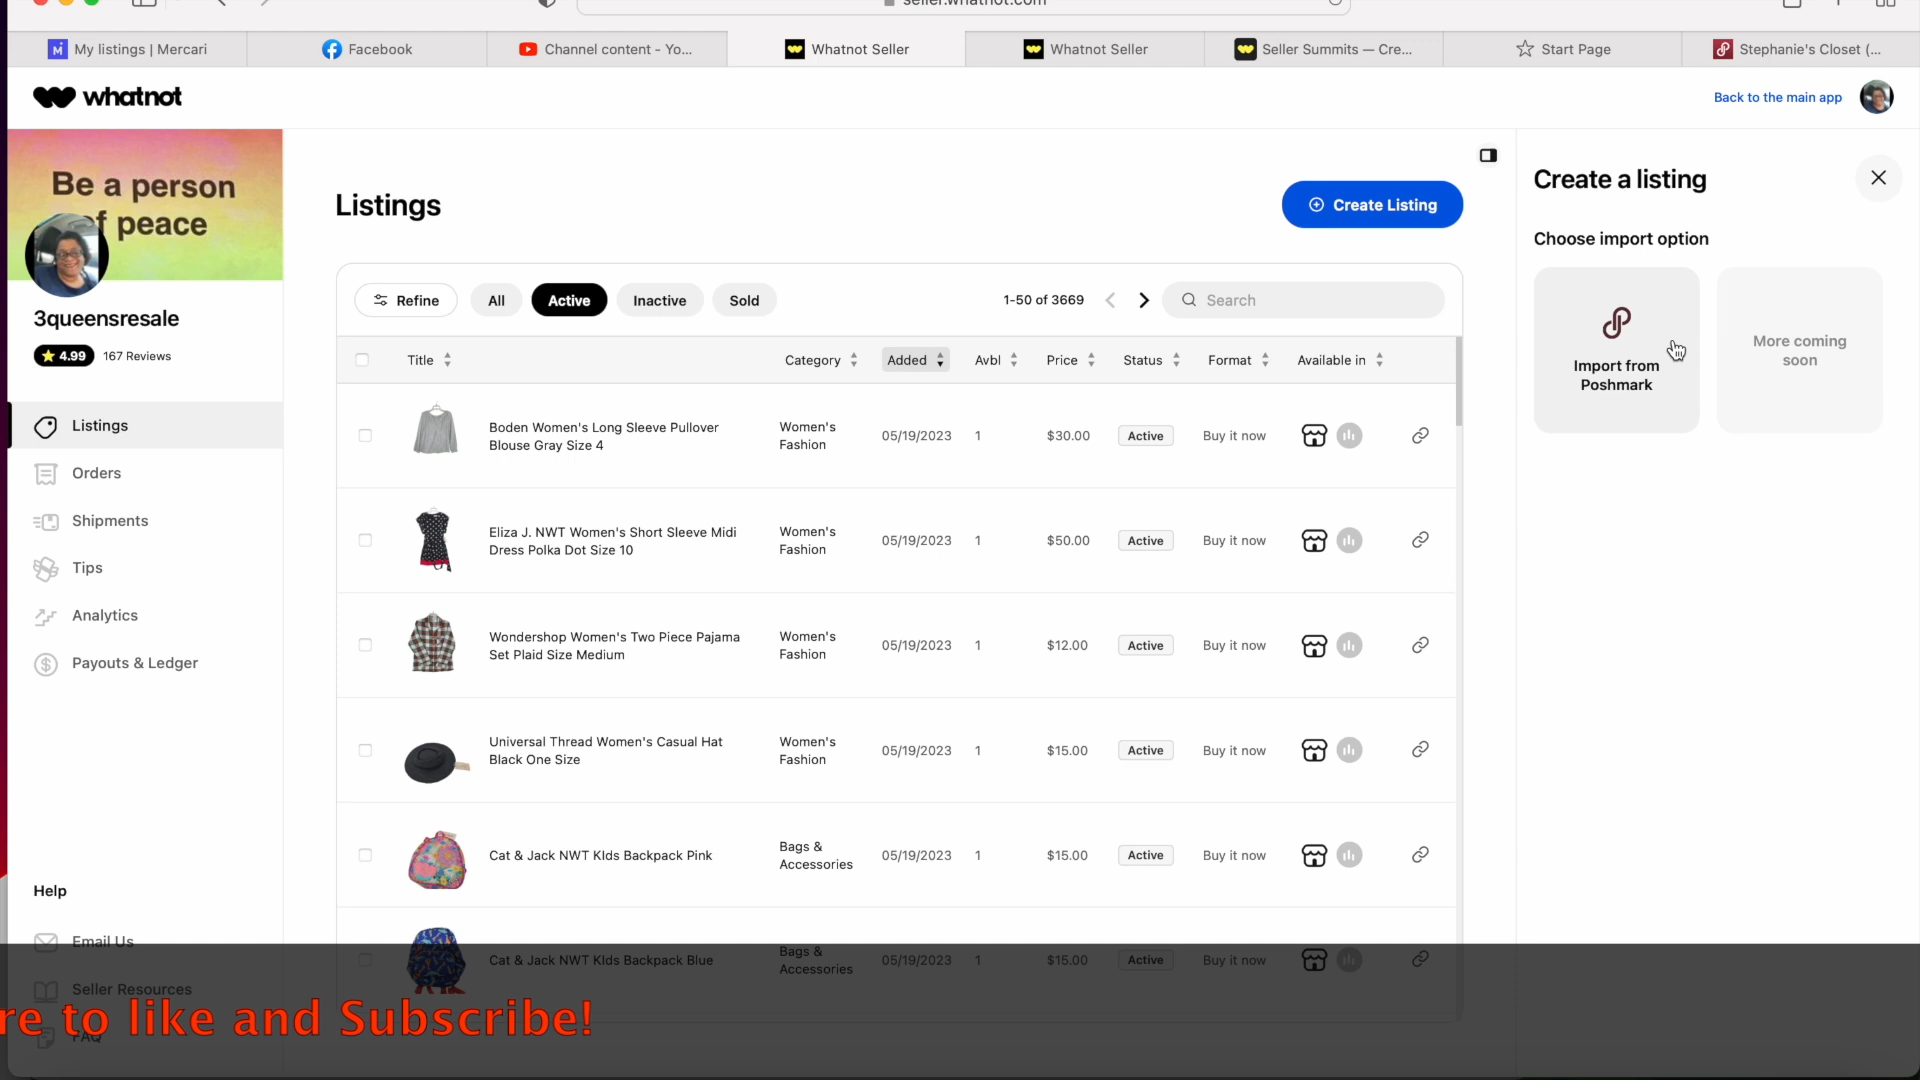 seller.whatnot.com
My listings | Mercari
Facebook
Channel content - Yo...
Whatnot Seller
Whatnot Seller
Seller Summits — Cre...
Start Page
Stephanie's Closet (...
whatnot
Back to the main app
Be a person
of peace
3queensresale
4.99 167 Reviews
Listings
Orders
Shipments
Tips
Analytics
Payouts & Ledger
Help
Email Us
Seller Resources
FAQ
Listings
Create Listing
Refine
All
Active
Inactive
Sold
1-50 of 3669
Search
Title
Category
Added
Avbl
Price
Status
Format
Available in
Boden Women's Long Sleeve Pullover
Blouse Gray Size 4
Women's
Fashion
05/19/2023
1
$30.00
Active
Buy it now
Eliza J. NWT Women's Short Sleeve Midi
Dress Polka Dot Size 10
Women's
Fashion
05/19/2023
1
$50.00
Active
Buy it now
Wondershop Women's Two Piece Pajama
Set Plaid Size Medium
Women's
Fashion
05/19/2023
1
$12.00
Active
Buy it now
Universal Thread Women's Casual Hat
Black One Size
Women's
Fashion
05/19/2023
1
$15.00
Active
Buy it now
Cat & Jack NWT KIds Backpack Pink
Bags &
Accessories
05/19/2023
1
$15.00
Active
Buy it now
Cat & Jack NWT KIds Backpack Blue
Bags &
Accessories
05/19/2023
1
$15.00
Active
Buy it now
Create a listing
Choose import option
Import from
Poshmark
More coming
soon
re to like and Subscribe!